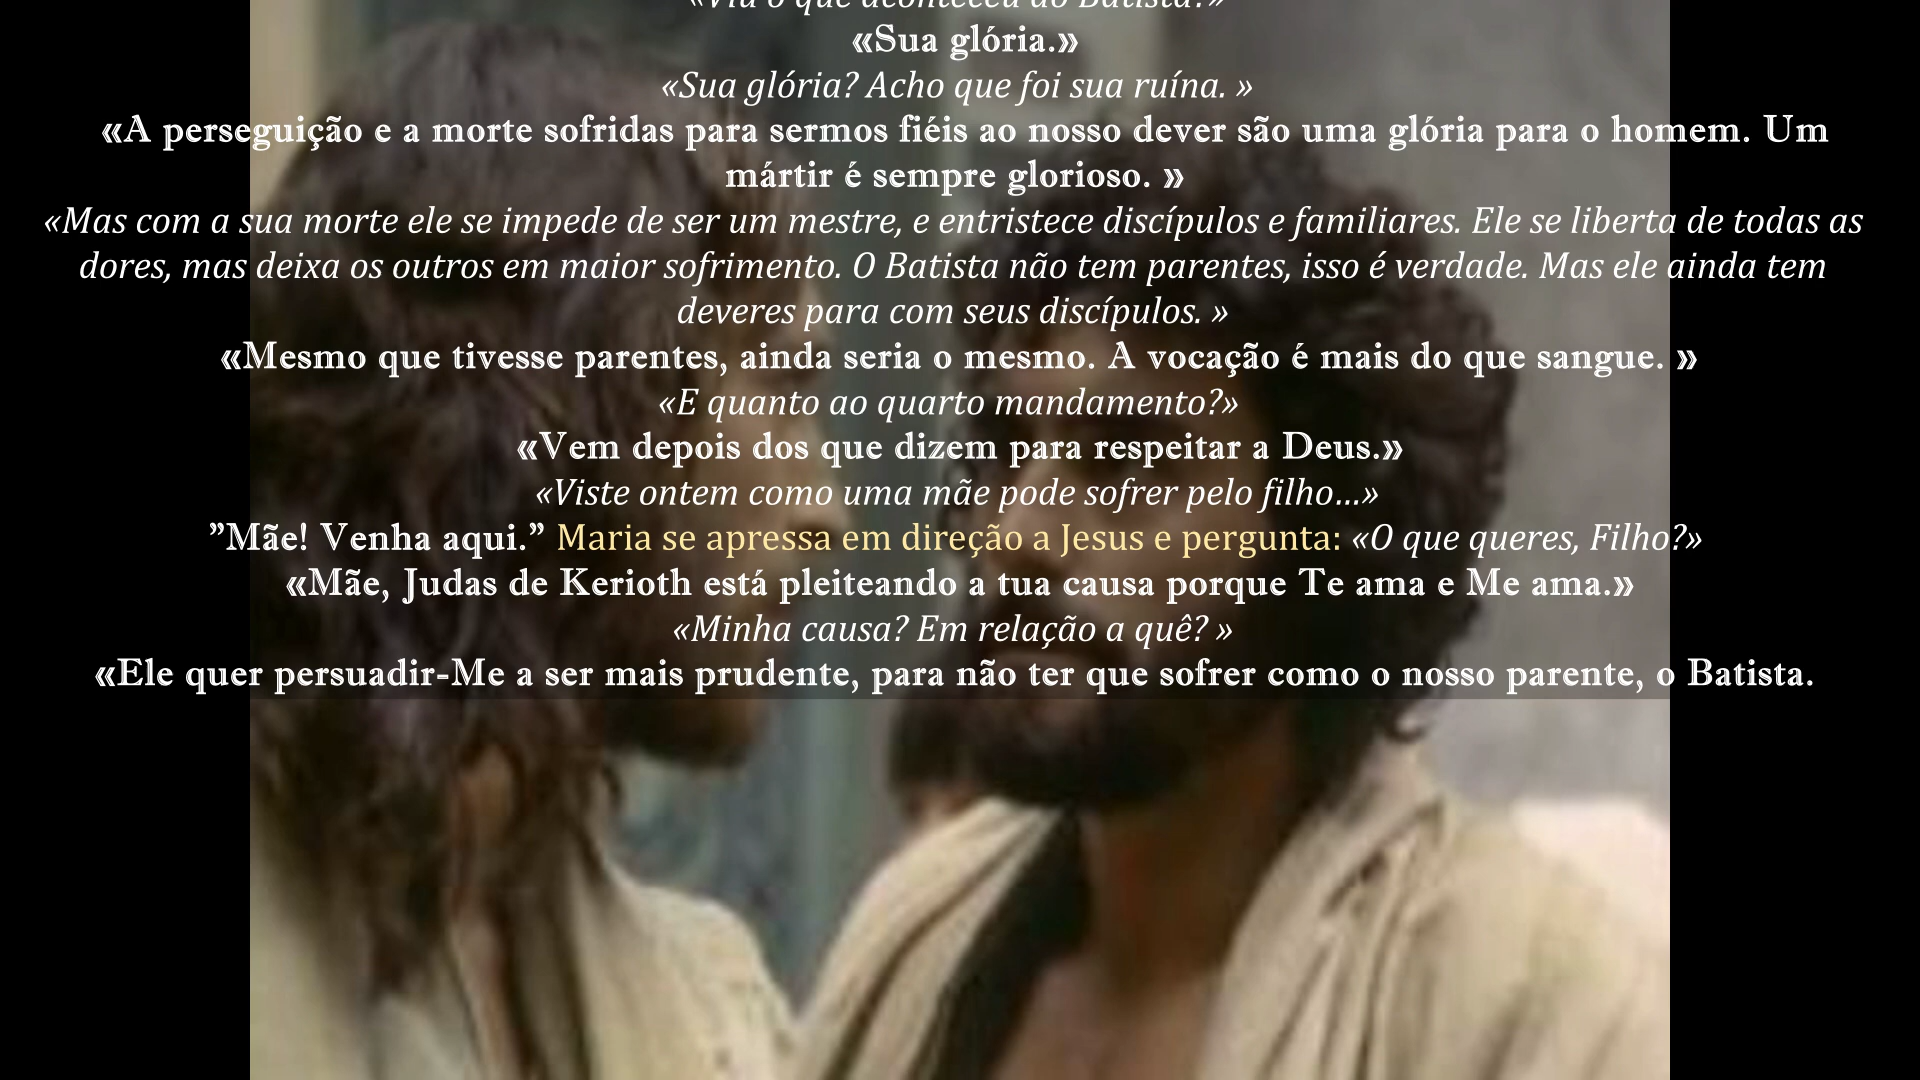 «Viu o que aconteceu ao Batista?»
«Sua glória.»
«Sua glória? Acho que foi sua ruína. »
«A perseguição e a morte sofridas para sermos fiéis ao nosso dever são uma glória para o homem. Um
mártir é sempre glorioso. »
«Mas com a sua morte ele se impede de ser um mestre, e entristece discípulos e familiares. Ele se liberta de todas as
dores, mas deixa os outros em maior sofrimento. O Batista não tem parentes, isso é verdade. Mas ele ainda tem
deveres para com seus discípulos. »
«Mesmo que tivesse parentes, ainda seria o mesmo. A vocação é mais do que sangue. »
«E quanto ao quarto mandamento?»
«Vem depois dos que dizem para respeitar a Deus.»
«Viste ontem como uma mãe pode sofrer pelo filho...»
”Mãe! Venha aqui.” Maria se apressa em direção a Jesus e pergunta: «O que queres, Filho?»
«Mãe, Judas de Kerioth está pleiteando a tua causa porque Te ama e Me ama.»
«Minha causa? Em relação a quê? »
«Ele quer persuadir-Me a ser mais prudente, para não ter que sofrer como o nosso parente, o Batista.